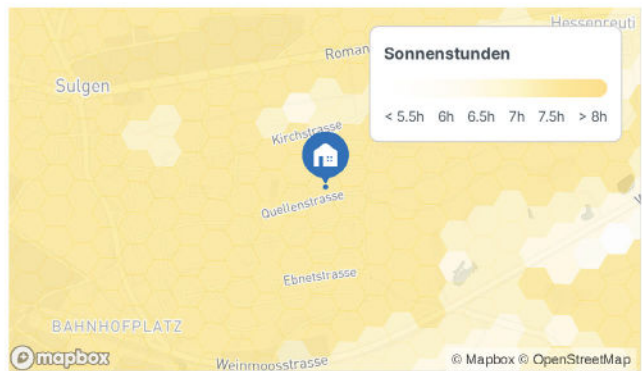 Hessenreuti
Roman
Sonnenstunden
< 5.5h 6h 6.5h 7h 7.5h > 8h
Sulgen
Kirchstrasse
Quellenstrasse
Ebnetstrasse
BAHNHOFPLATZ
Weinmoosstrasse
mapbox
© Mapbox © OpenStreetMap